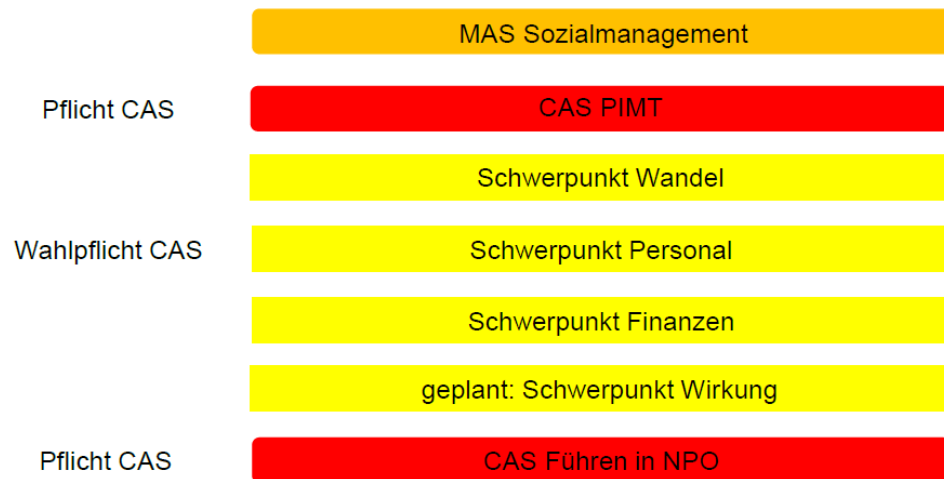 MAS Sozialmanagement
Pflicht CAS
CAS PIMT
Schwerpunkt Wandel
Wahlpflicht CAS
Schwerpunkt Personal
Schwerpunkt Finanzen
geplant: Schwerpunkt Wirkung
Pflicht CAS
CAS Führen in NPO